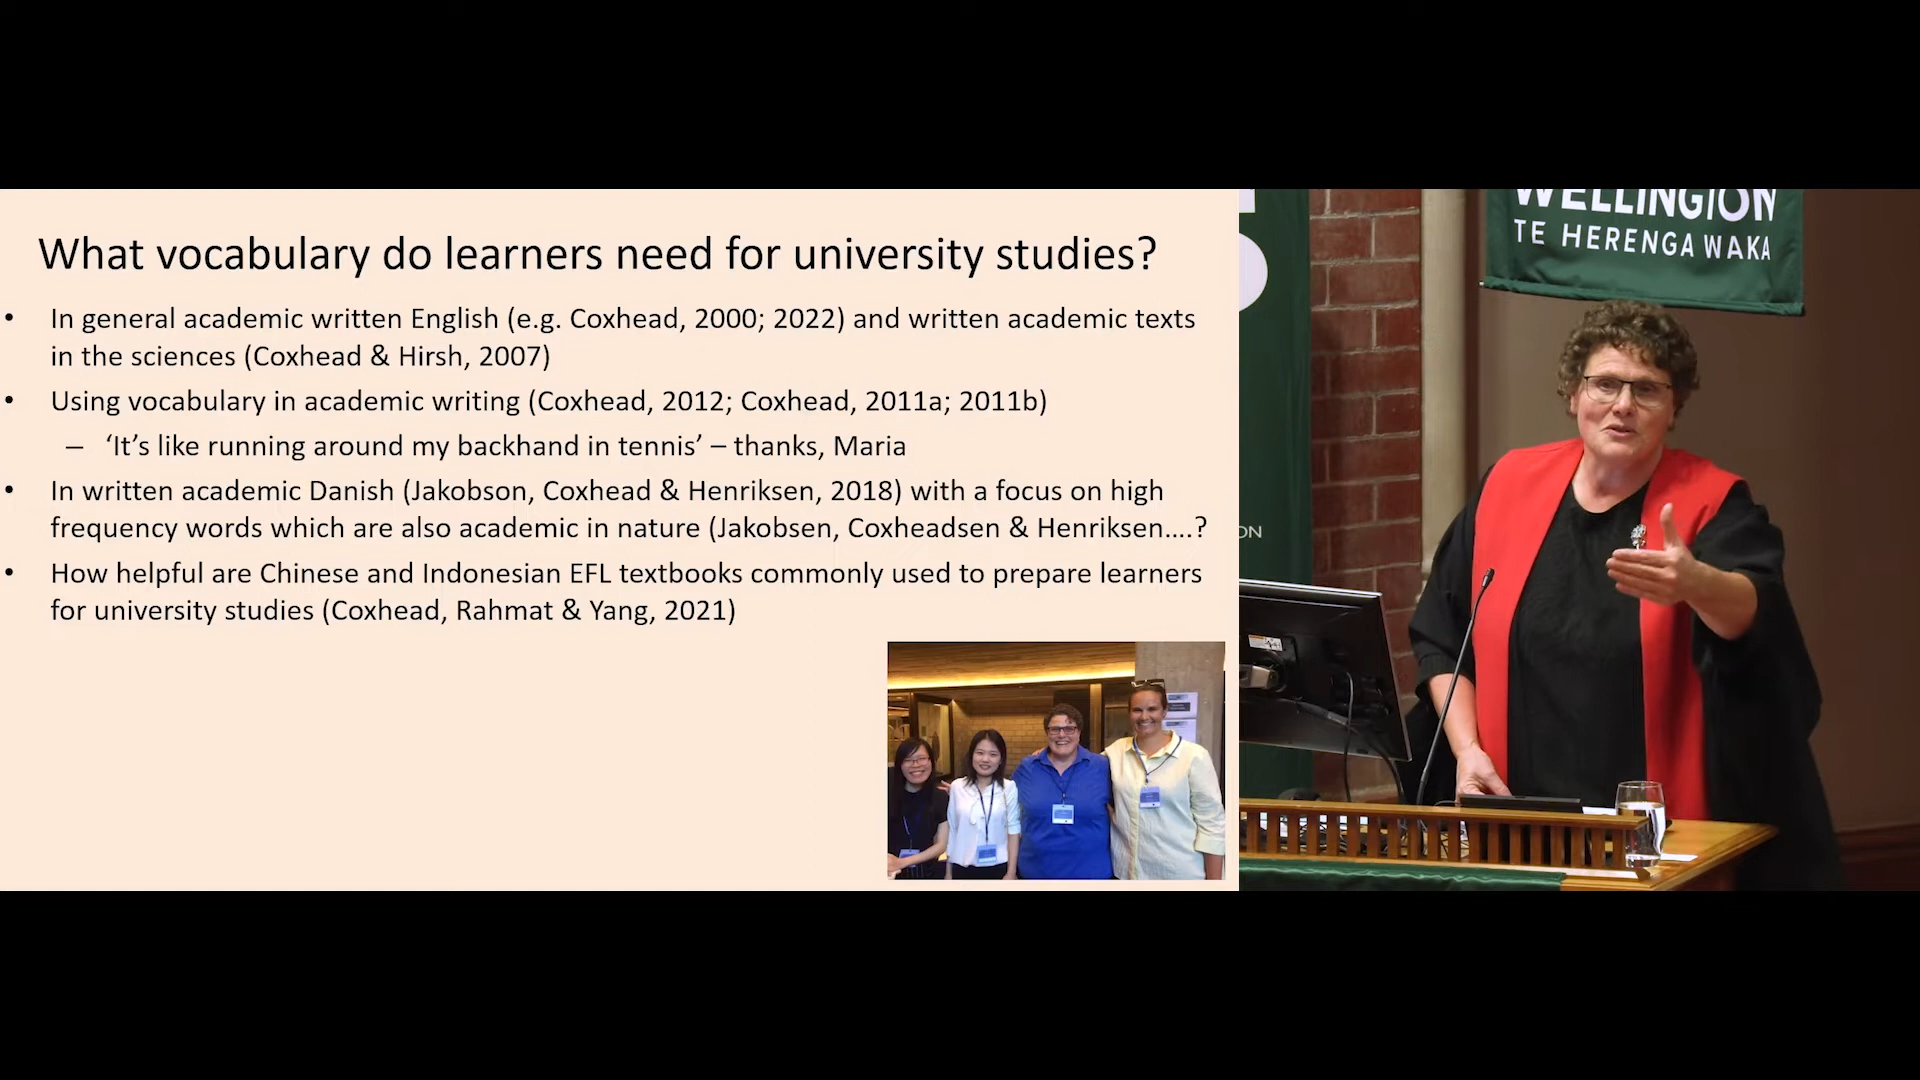 What vocabulary do learners need for university studies?
• In general academic written English (e.g. Coxhead, 2000; 2022) and written academic texts
in the sciences (Coxhead & Hirsh, 2007)
• Using vocabulary in academic writing (Coxhead, 2012; Coxhead, 2011a; 2011b)
– ‘It’s like running around my backhand in tennis’ – thanks, Maria
• In written academic Danish (Jakobson, Coxhead & Henriksen, 2018) with a focus on high
frequency words which are also academic in nature (Jakobsen, Coxheadsen & Henriksen....?
• How helpful are Chinese and Indonesian EFL textbooks commonly used to prepare learners
for university studies (Coxhead, Rahmat & Yang, 2021)
WELLINGTON
TE HERENGA WAKA